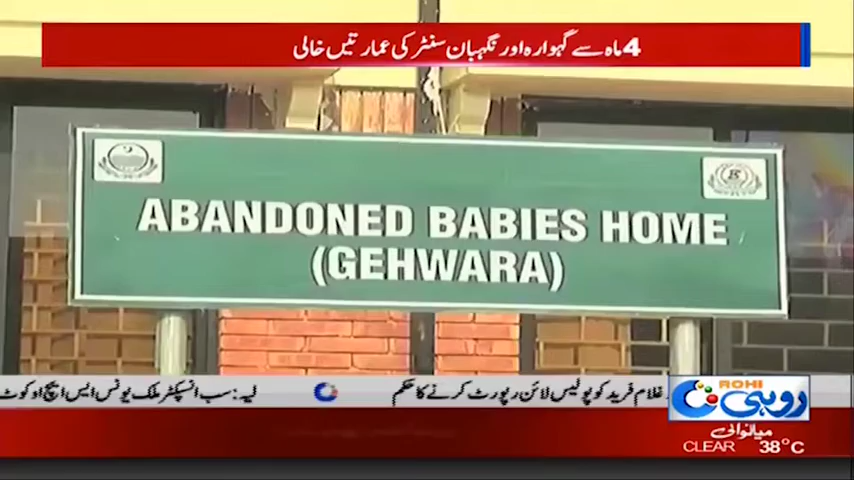 4 ماہ سے گہوارہ اور نگہبان سنٹر کی عمارتیں خالی
ABANDONED BABIES HOME
(GEHWARA)
غلام فرید کو پولیس لائن رپورٹ کرنے کا حکم
لیہ: سب انسپکٹر ملک یونس ایس ایچ او کوٹ
ROHI
روہی
میانوالی
CLEAR 38°C